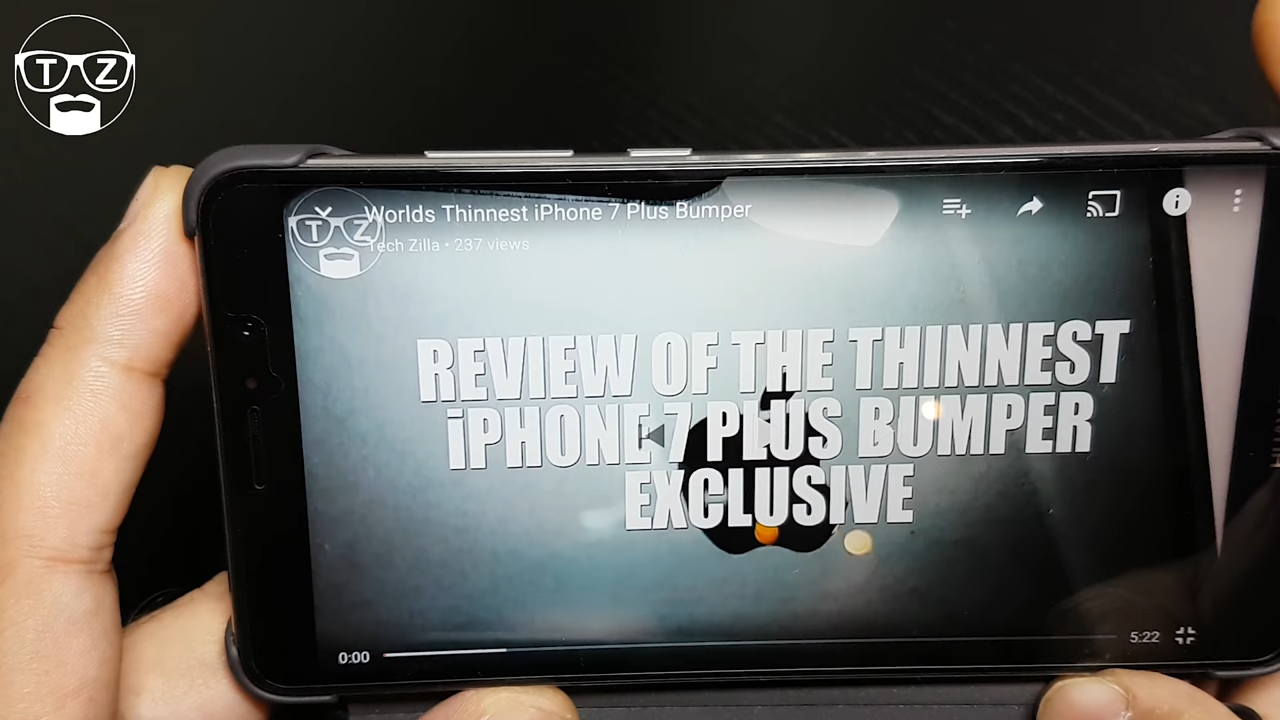 TZ
Worlds Thinnest iPhone 7 Plus Bumper
TZ
Tech Zilla • 237 views
REVIEW OF THE THINNEST
iPHONE 7 PLUS BUMPER
EXCLUSIVE
0:00
5:22